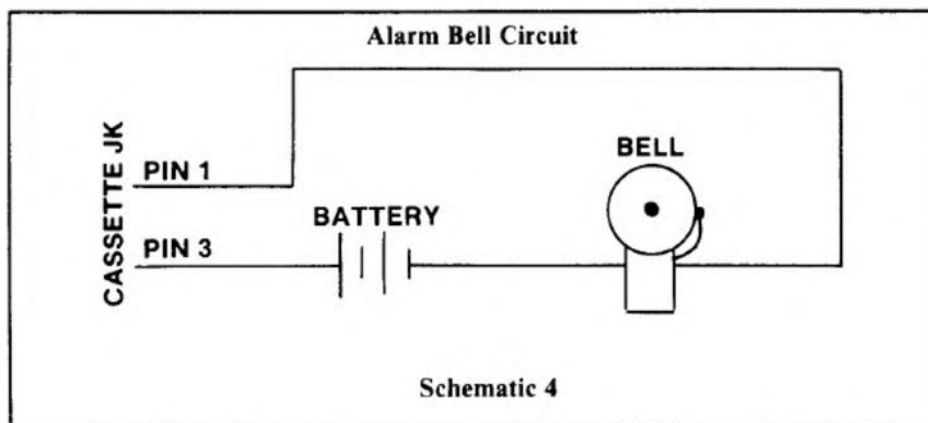 Alarm Bell Circuit
CASSETTE JK
PIN 1
BELL
BATTERY
PIN 3
Schematic 4